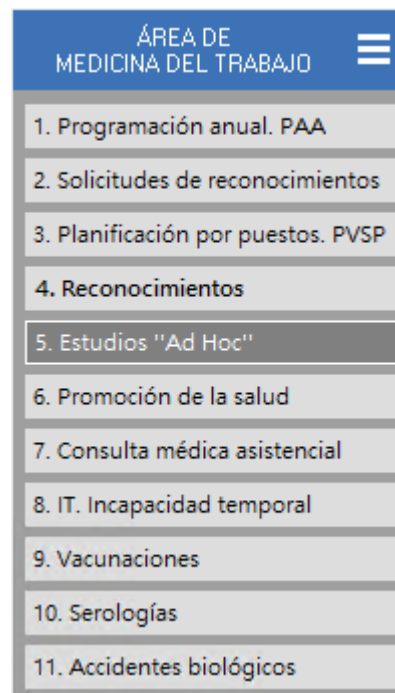 ÁREA DE
MEDICINA DEL TRABAJO
1. Programación anual. PAA
2. Solicitudes de reconocimientos
3. Planificación por puestos. PVSP
4. Reconocimientos
5. Estudios "Ad Hoc"
6. Promoción de la salud
7. Consulta médica asistencial
8. IT. Incapacidad temporal
9. Vacunaciones
10. Serologías
11. Accidentes biológicos